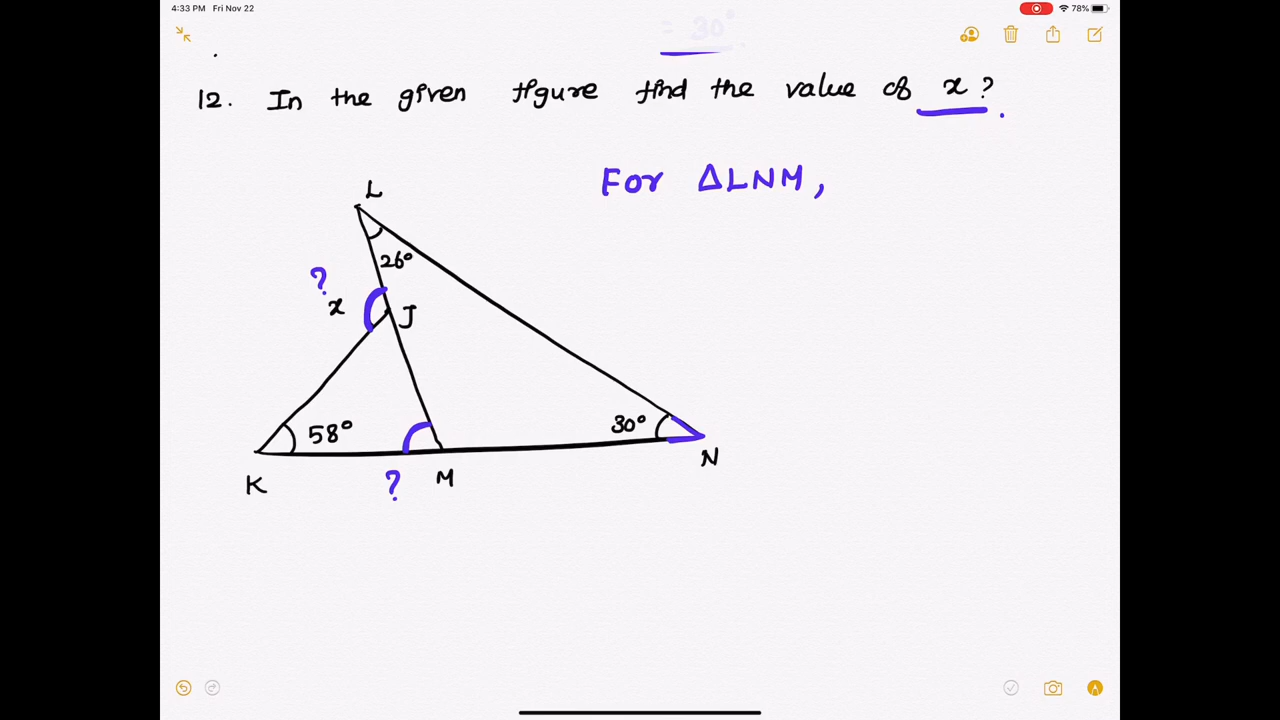 4:33 PM Fri Nov 22
78%
= 30°
12. In the given figure find the value of x?
For ΔLNM,
L
26°
?
x
J
58°
30°
K
?
M
N